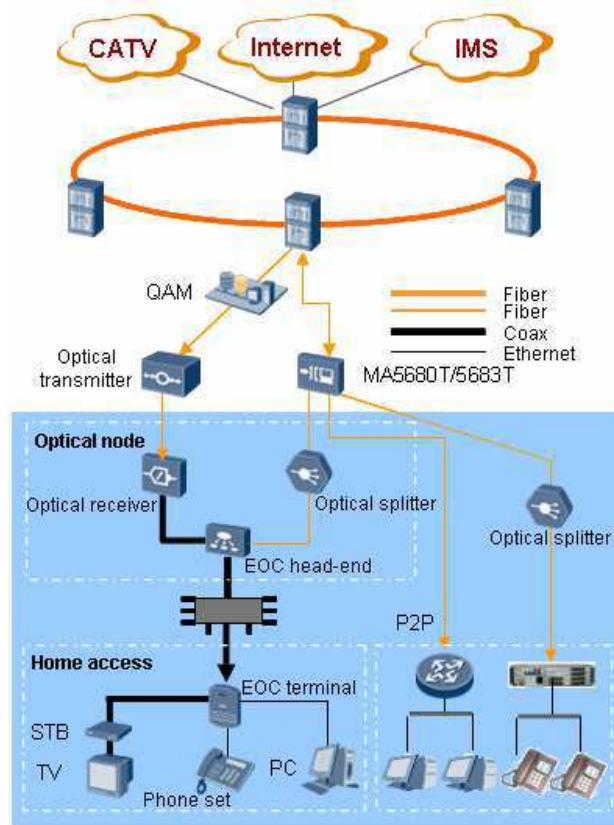 CATV
Internet
IMS
QAM
Fiber
Fiber
Coax
Ethernet
Optical
transmitter
MA5680T/5683T
Optical node
Optical receiver
Optical splitter
EOC head-end
Optical splitter
P2P
Home access
EOC terminal
STB
TV
PC
Phone set